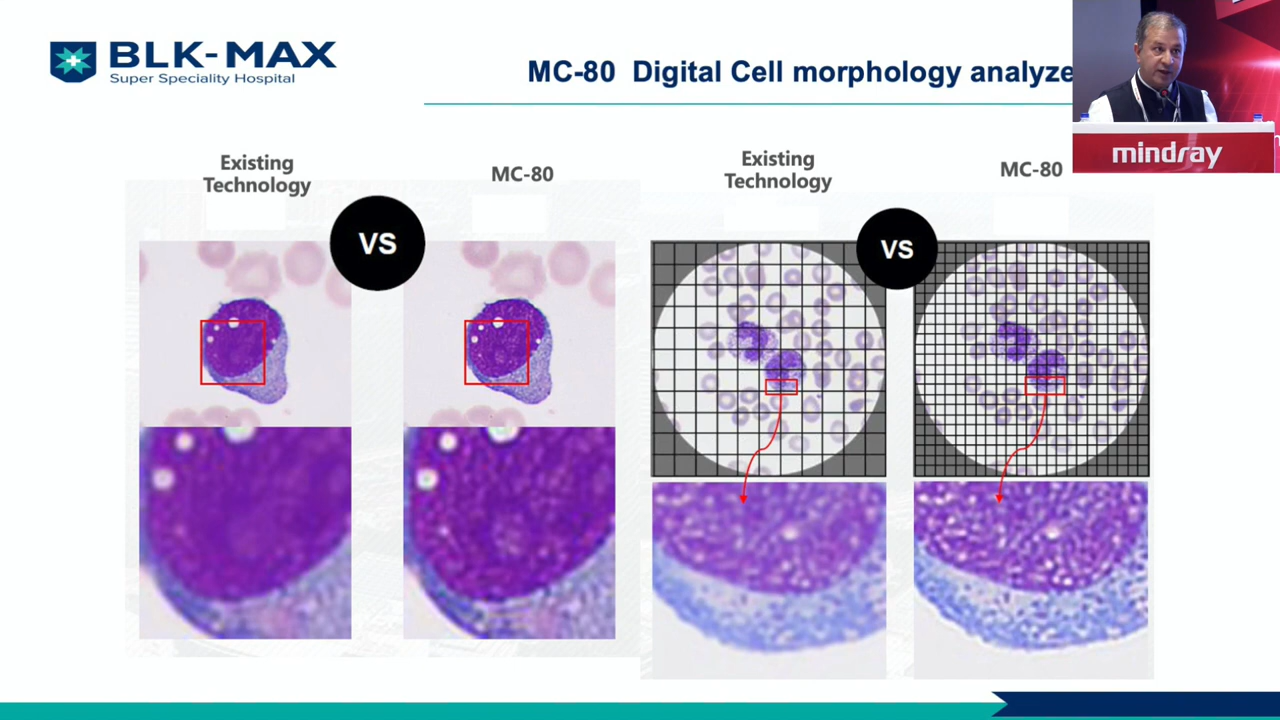 BLK-MAX
Super Speciality Hospital
MC-80 Digital Cell morphology analyze
mindray
Existing
Technology
VS
MC-80
Existing
Technology
VS
MC-80